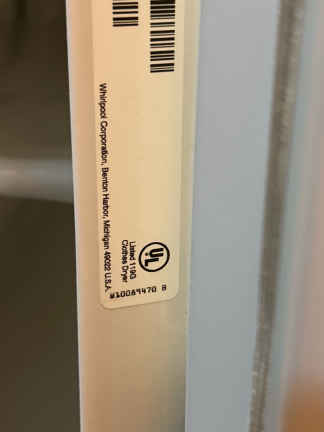 Whirlpool Corporation, Benton Harbor, Michigan 49022 U.S.A.
UL
Listed 119G
Clothes Dryer
W10089470 B